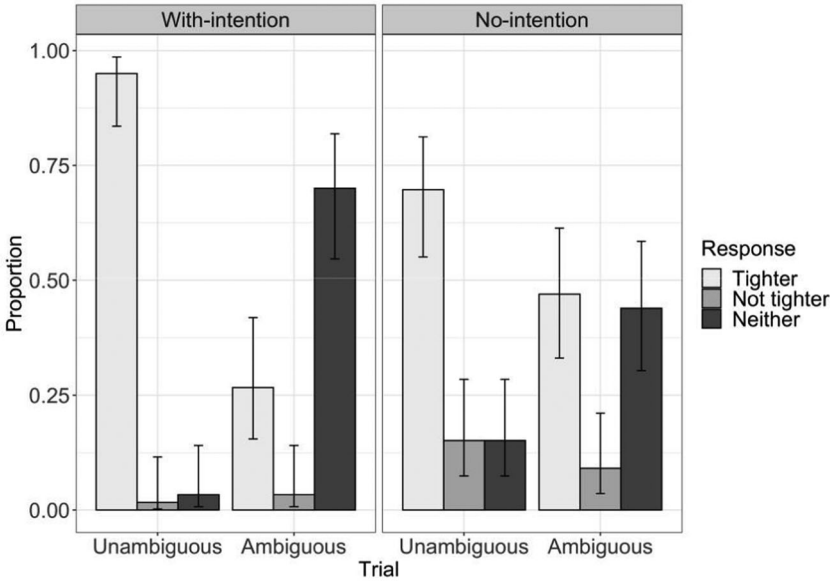 With-intention No-intention
1.00
0.75
0.50
0.25
0.00
Proportion
Unambiguous Ambiguous Unambiguous Ambiguous
Trial
Response
Tighter
Not tighter
Neither